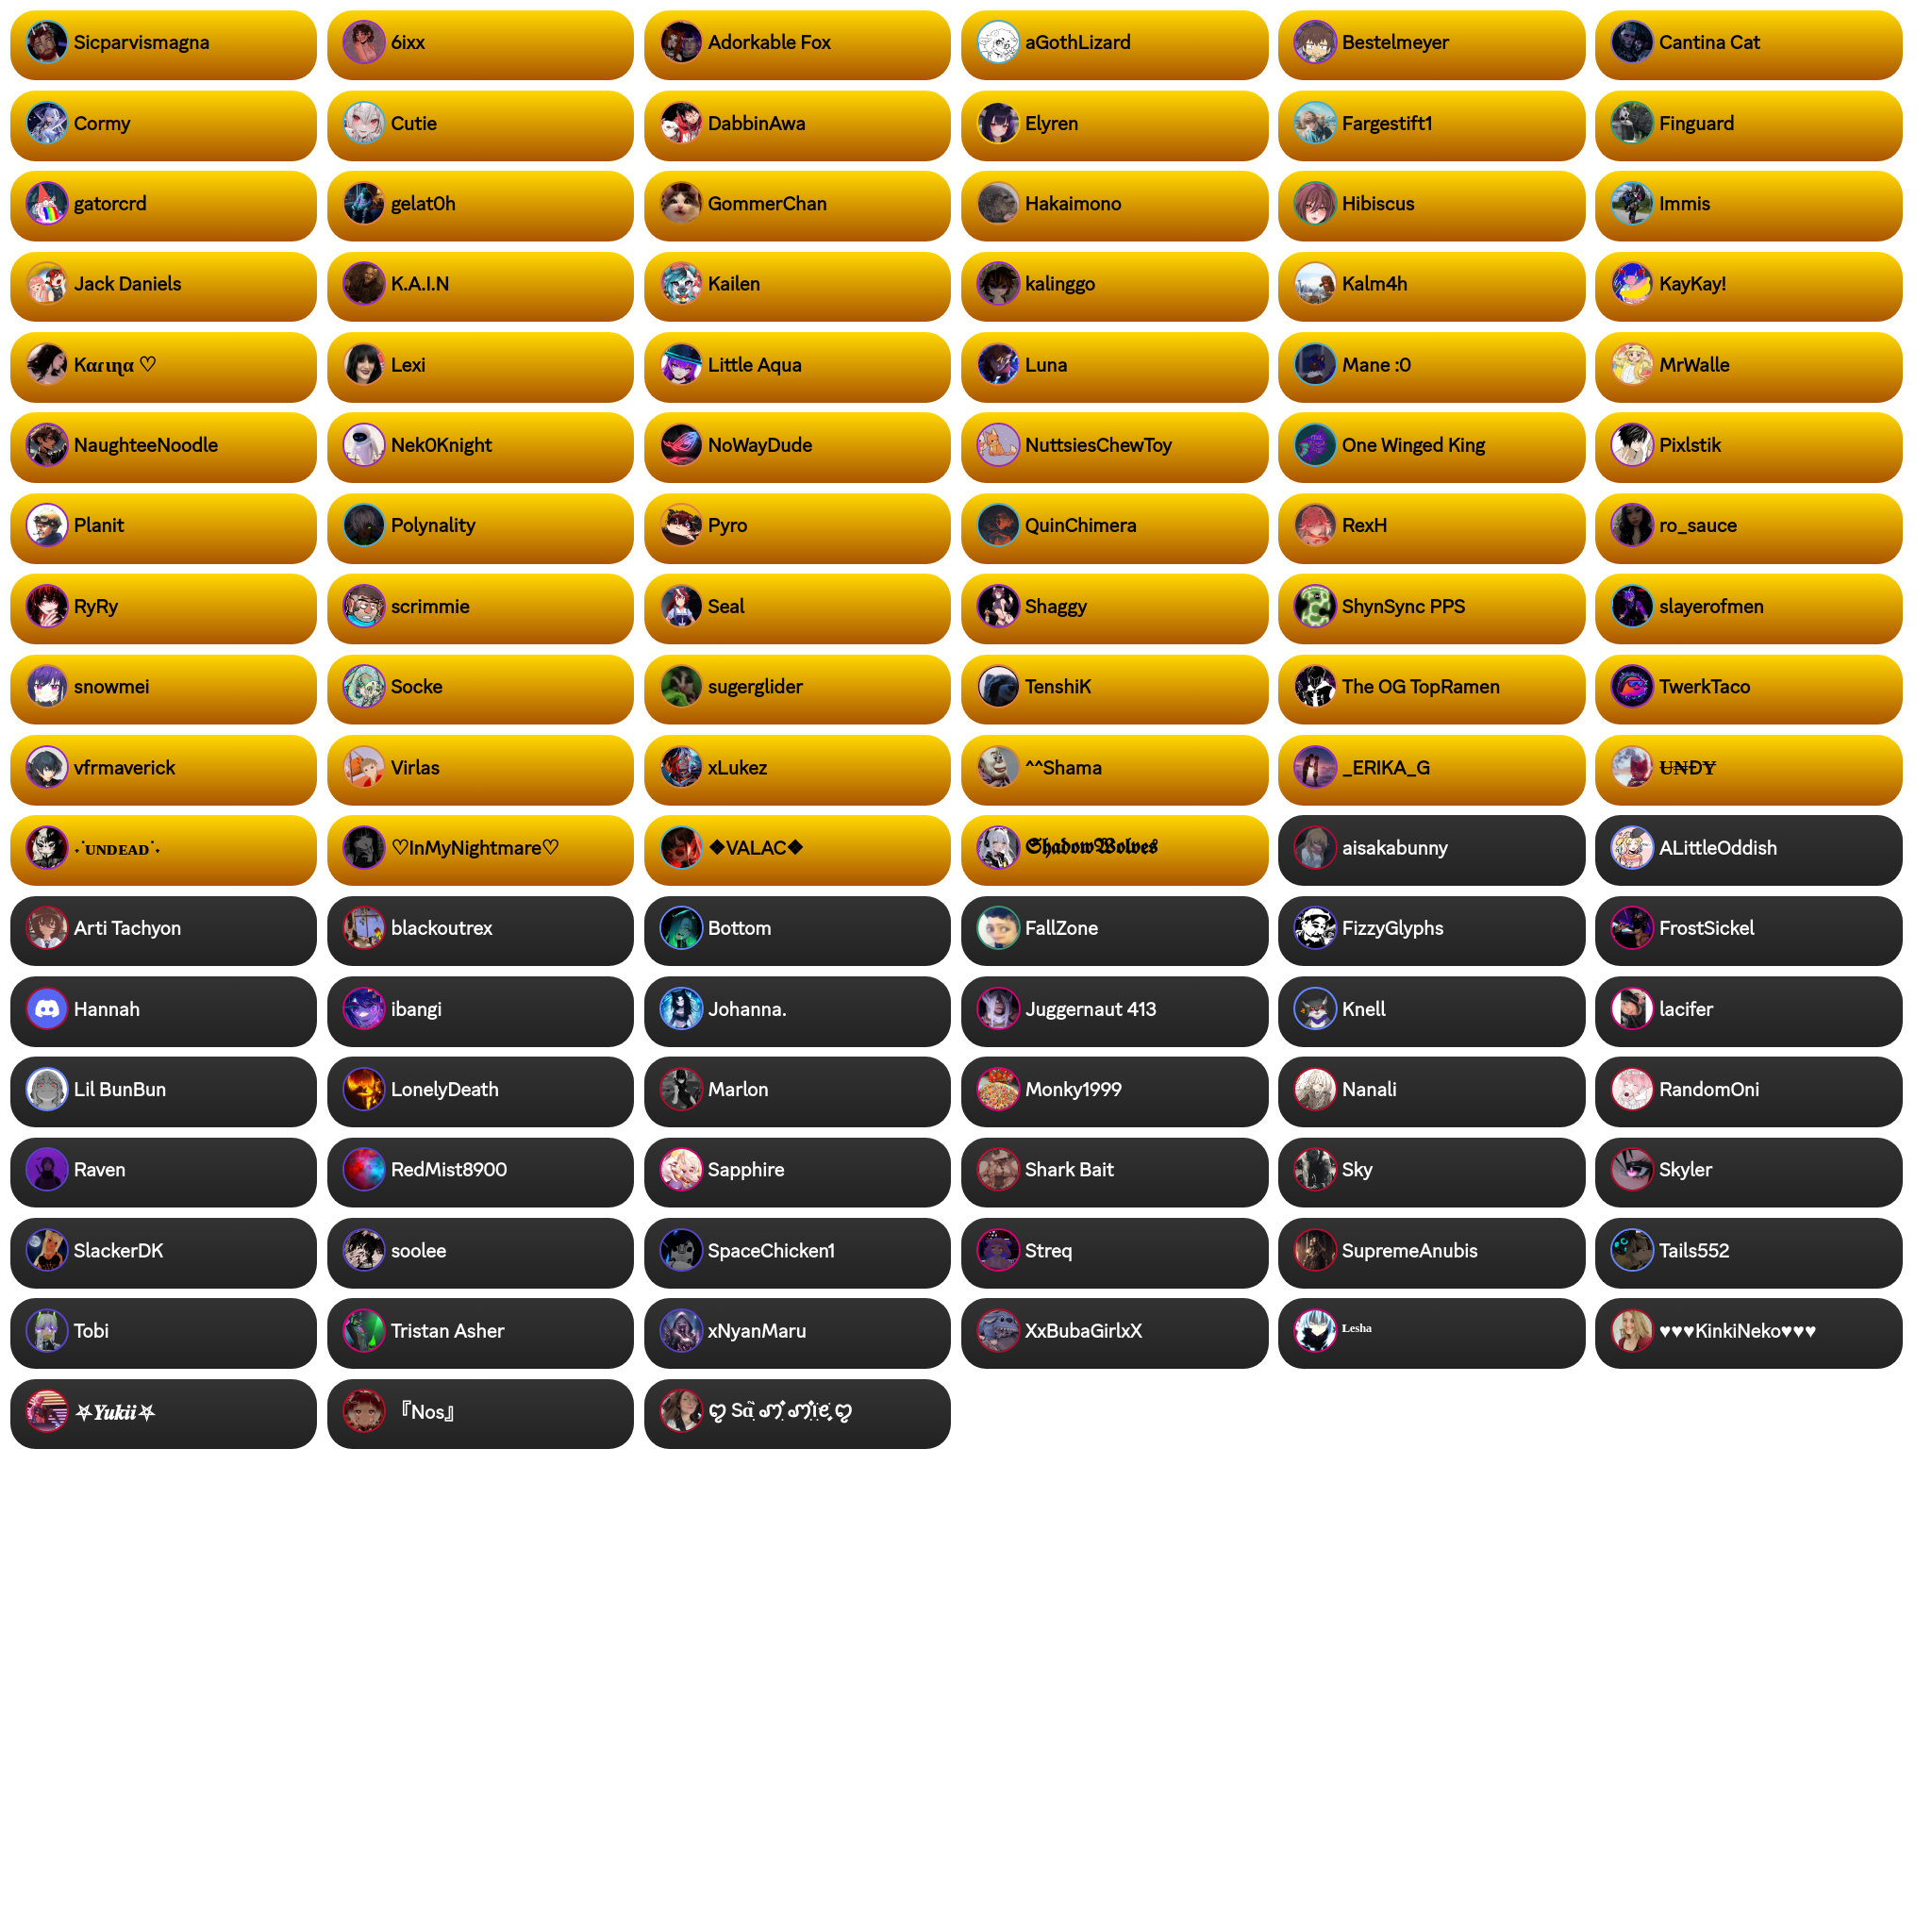 Sicparvismagna
6ixx
Adorkable Fox
aGothLizard
Bestelmeyer
Cantina Cat
Cormy
Cutie
DabbinAwa
Elyren
Fargestift1
Finguard
gatorcrd
gelat0h
GommerChan
Hakaimono
Hibiscus
Immis
Jack Daniels
K.A.I.N
Kailen
kalinggo
Kalm4h
KayKay!
Kαɾιɳα ♡
Lexi
Little Aqua
Luna
Mane :0
MrWalle
NaughteeNoodle
Nek0Knight
NoWayDude
NuttsiesChewToy
One Winged King
Pixlstik
Planit
Polynality
Pyro
QuinChimera
RexH
ro_sauce
RyRy
scrimmie
Seal
Shaggy
ShynSync PPS
slayerofmen
snowmei
Socke
sugerglider
TenshiK
The OG TopRamen
TwerkTaco
vfrmaverick
Virlas
xLukez
^^Shama
_ERIKA_G
U̶N̶ĐY̶
˖˙ᴜɴᴅᴇᴀᴅ˙˖
♡InMyNightmare♡
❖VALAC❖
𝕾𝖍𝖆𝖉𝖔𝖜𝖂𝖔𝖑𝖛𝖊𝖘
aisakabunny
ALittleOddish
Arti Tachyon
blackoutrex
Bottom
FallZone
FizzyGlyphs
FrostSickel
Hannah
ibangi
Johanna.
Juggernaut 413
Knell
lacifer
Lil BunBun
LonelyDeath
Marlon
Monky1999
Nanali
RandomOni
Raven
RedMist8900
Sapphire
Shark Bait
Sky
Skyler
SlackerDK
soolee
SpaceChicken1
Streq
SupremeAnubis
Tails552
Tobi
Tristan Asher
xNyanMaru
XxBubaGirlxX
ᴸᵉˢʰᵃ
♥♥♥KinkiNeko♥♥♥
⛧𝒀𝒖𝒌𝒊𝒊⛧
『Nos』